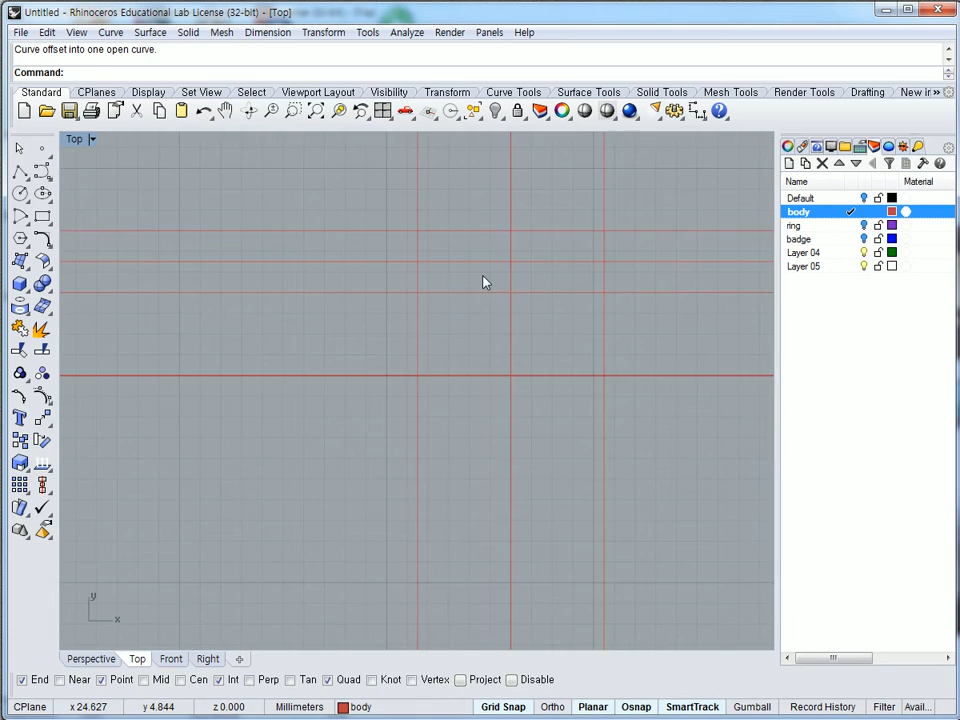 Untitled - Rhinoceros Educational Lab License (32-bit) - [Top]
File Edit View Curve Surface Solid Mesh Dimension Transform Tools Analyze Render Panels Help
Curve offset into one open curve.
Command:
Standard CPlanes Display Set View Select Viewport Layout Visibility Transform Curve Tools Surface Tools Solid Tools Mesh Tools Render Tools Drafting New in »
Top
Name Material
Default
body
ring
badge
Layer 04
Layer 05
y
x
Perspective Top Front Right
End Near Point Mid Cen Int Perp Tan Quad Knot Vertex Project Disable
CPlane x 24.627 y 4.844 z 0.000 Millimeters body Grid Snap Ortho Planar Osnap SmartTrack Gumball Record History Filter Avail...